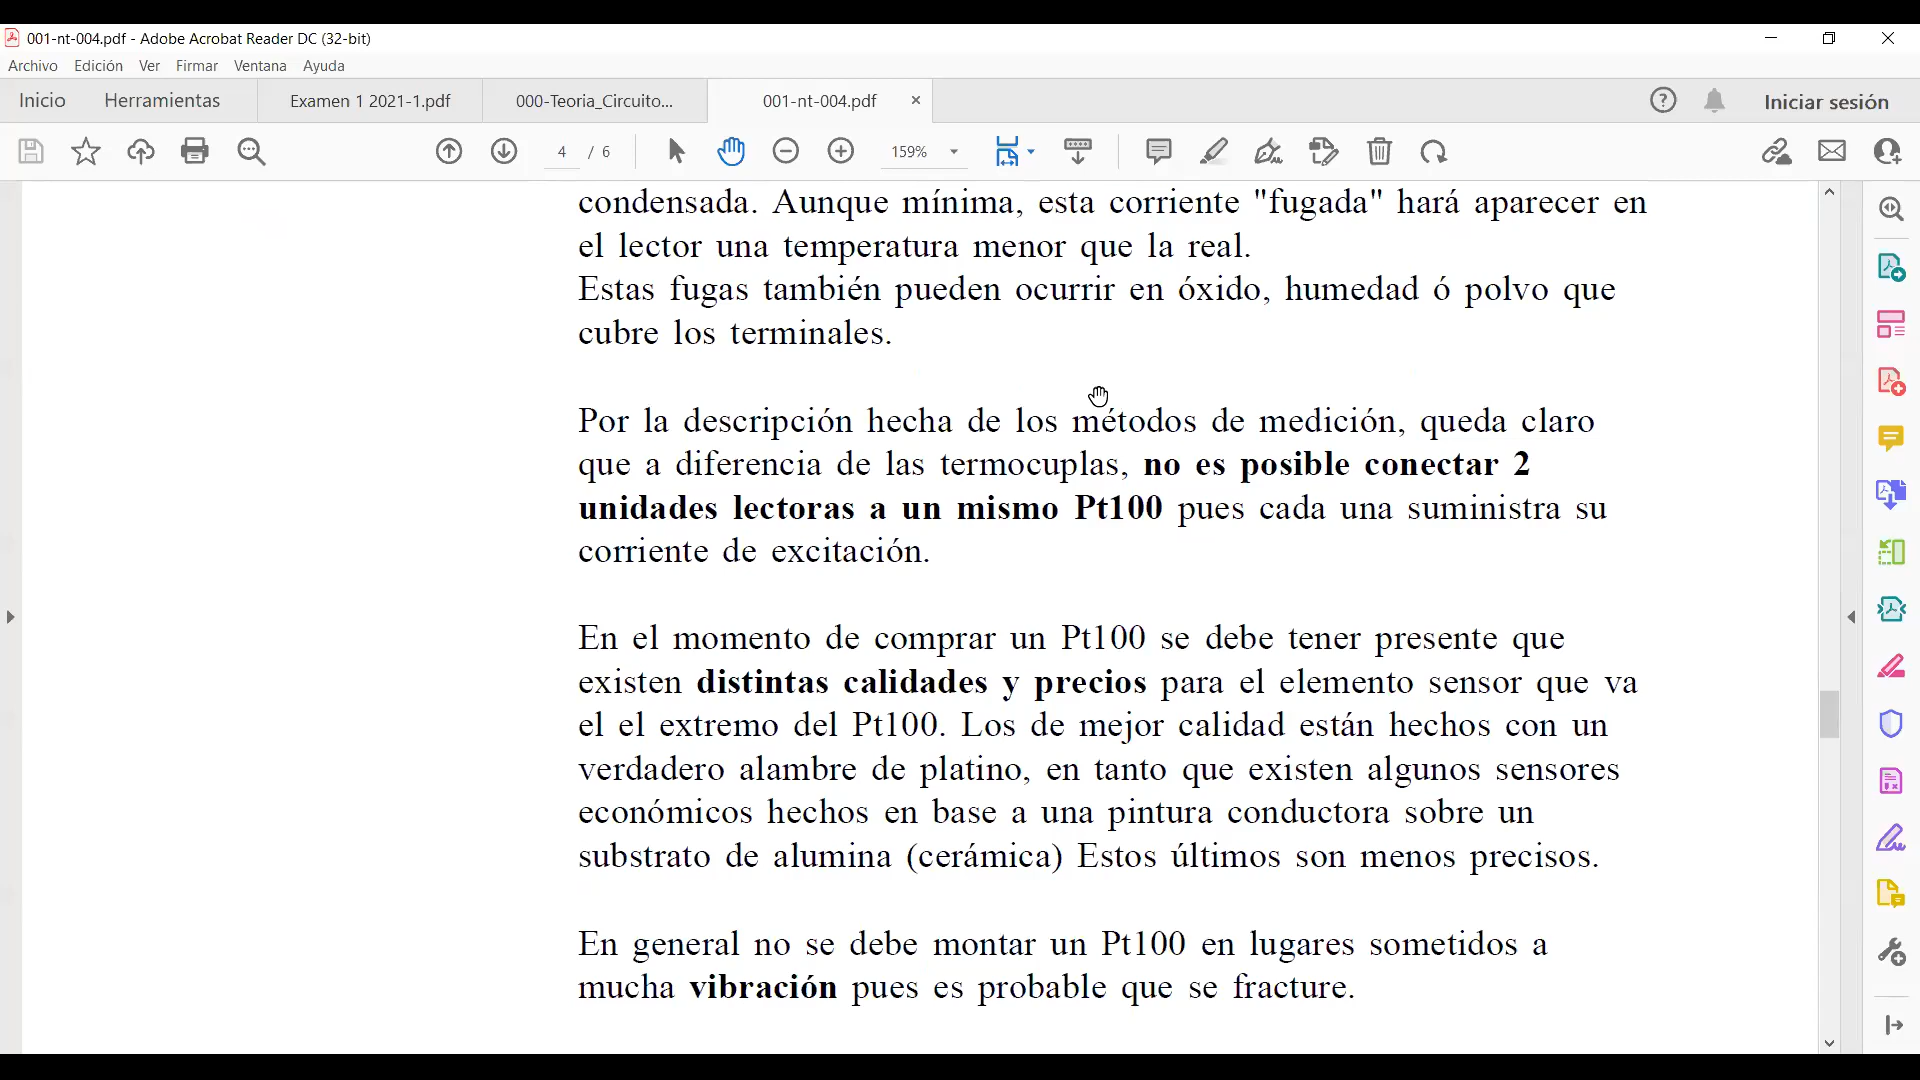 001-nt-004.pdf - Adobe Acrobat Reader DC (32-bit)
Archivo Edición Ver Firmar Ventana Ayuda
Inicio Herramientas Examen 1 2021-1.pdf 000-Teoria_Circuito... 001-nt-004.pdf × Iniciar sesión
4 / 6 159%
condensada. Aunque mínima, esta corriente "fugada" hará aparecer en
el lector una temperatura menor que la real.
Estas fugas también pueden ocurrir en óxido, humedad ó polvo que
cubre los terminales.
Por la descripción hecha de los métodos de medición, queda claro
que a diferencia de las termocuplas, no es posible conectar 2
unidades lectoras a un mismo Pt100 pues cada una suministra su
corriente de excitación.
En el momento de comprar un Pt100 se debe tener presente que
existen distintas calidades y precios para el elemento sensor que va
el el extremo del Pt100. Los de mejor calidad están hechos con un
verdadero alambre de platino, en tanto que existen algunos sensores
económicos hechos en base a una pintura conductora sobre un
substrato de alumina (cerámica) Estos últimos son menos precisos.
En general no se debe montar un Pt100 en lugares sometidos a
mucha vibración pues es probable que se fracture.